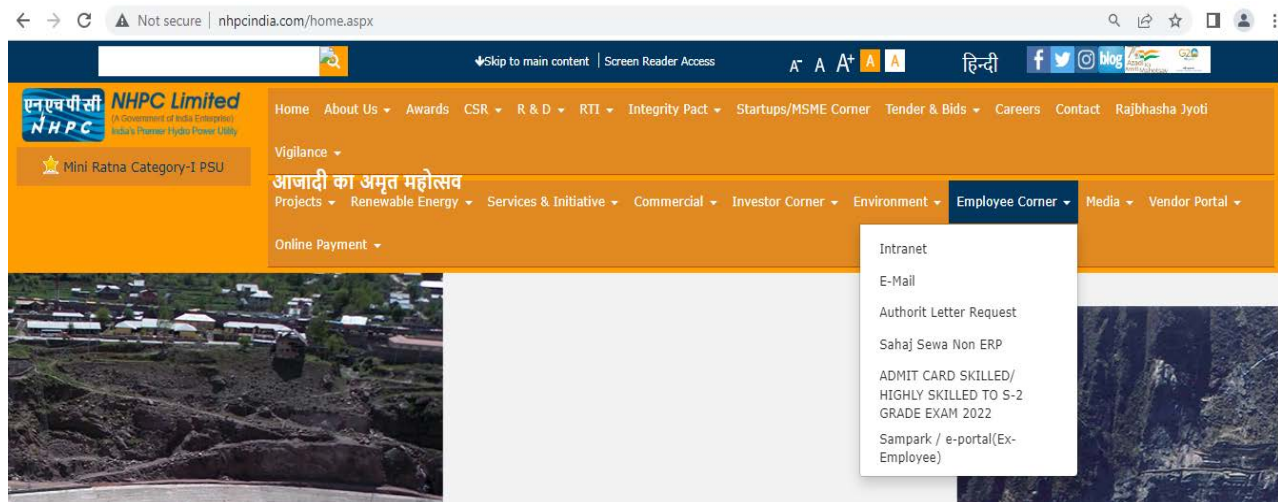 Not secure | nhpcindia.com/home.aspx
Skip to main content | Screen Reader Access A- A A+ A A हिन्दी blog
एनएचपीसी NHPC Limited
NHPC (A Government of India Enterprise)
India's Premier Hydro Power Utility
Mini Ratna Category-I PSU
Home About Us Awards CSR R & D RTI Integrity Pact Startups/MSME Corner Tender & Bids Careers Contact Rajbhasha Jyoti
Vigilance
आजादी का अमृत महोत्सव
Projects Renewable Energy Services & Initiative Commercial Investor Corner Environment Employee Corner Media Vendor Portal
Online Payment
Intranet
E-Mail
Authorit Letter Request
Sahaj Sewa Non ERP
ADMIT CARD SKILLED/
HIGHLY SKILLED TO S-2
GRADE EXAM 2022
Sampark / e-portal(Ex-
Employee)